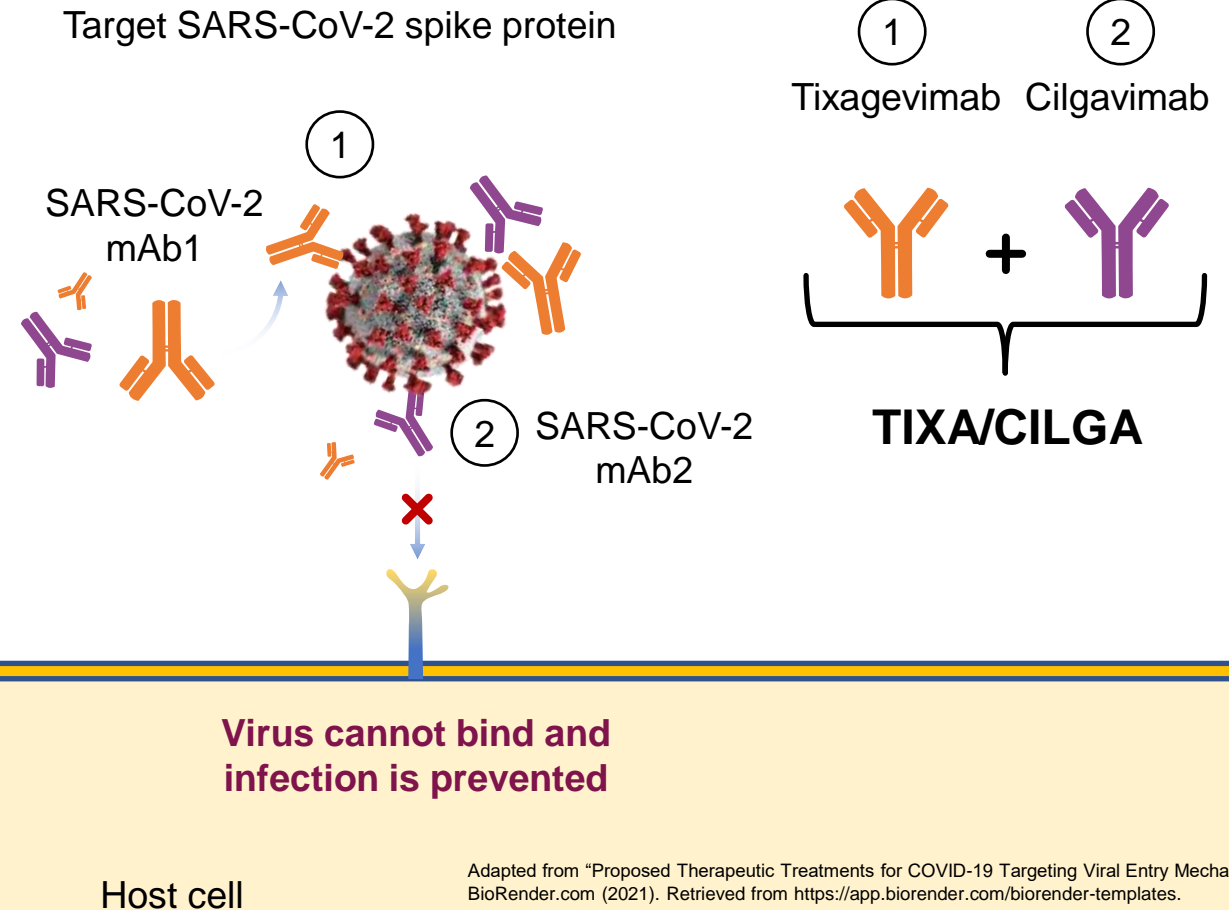 Target SARS-CoV-2 spike protein
1
2
Tixagevimab Cilgavimab
1
SARS-CoV-2
mAb1
+
TIXA/CILGA
2
SARS-CoV-2
mAb2
Virus cannot bind and
infection is prevented
Host cell
Adapted from “Proposed Therapeutic Treatments for COVID-19 Targeting Viral Entry Mecha
BioRender.com (2021). Retrieved from https://app.biorender.com/biorender-templates.